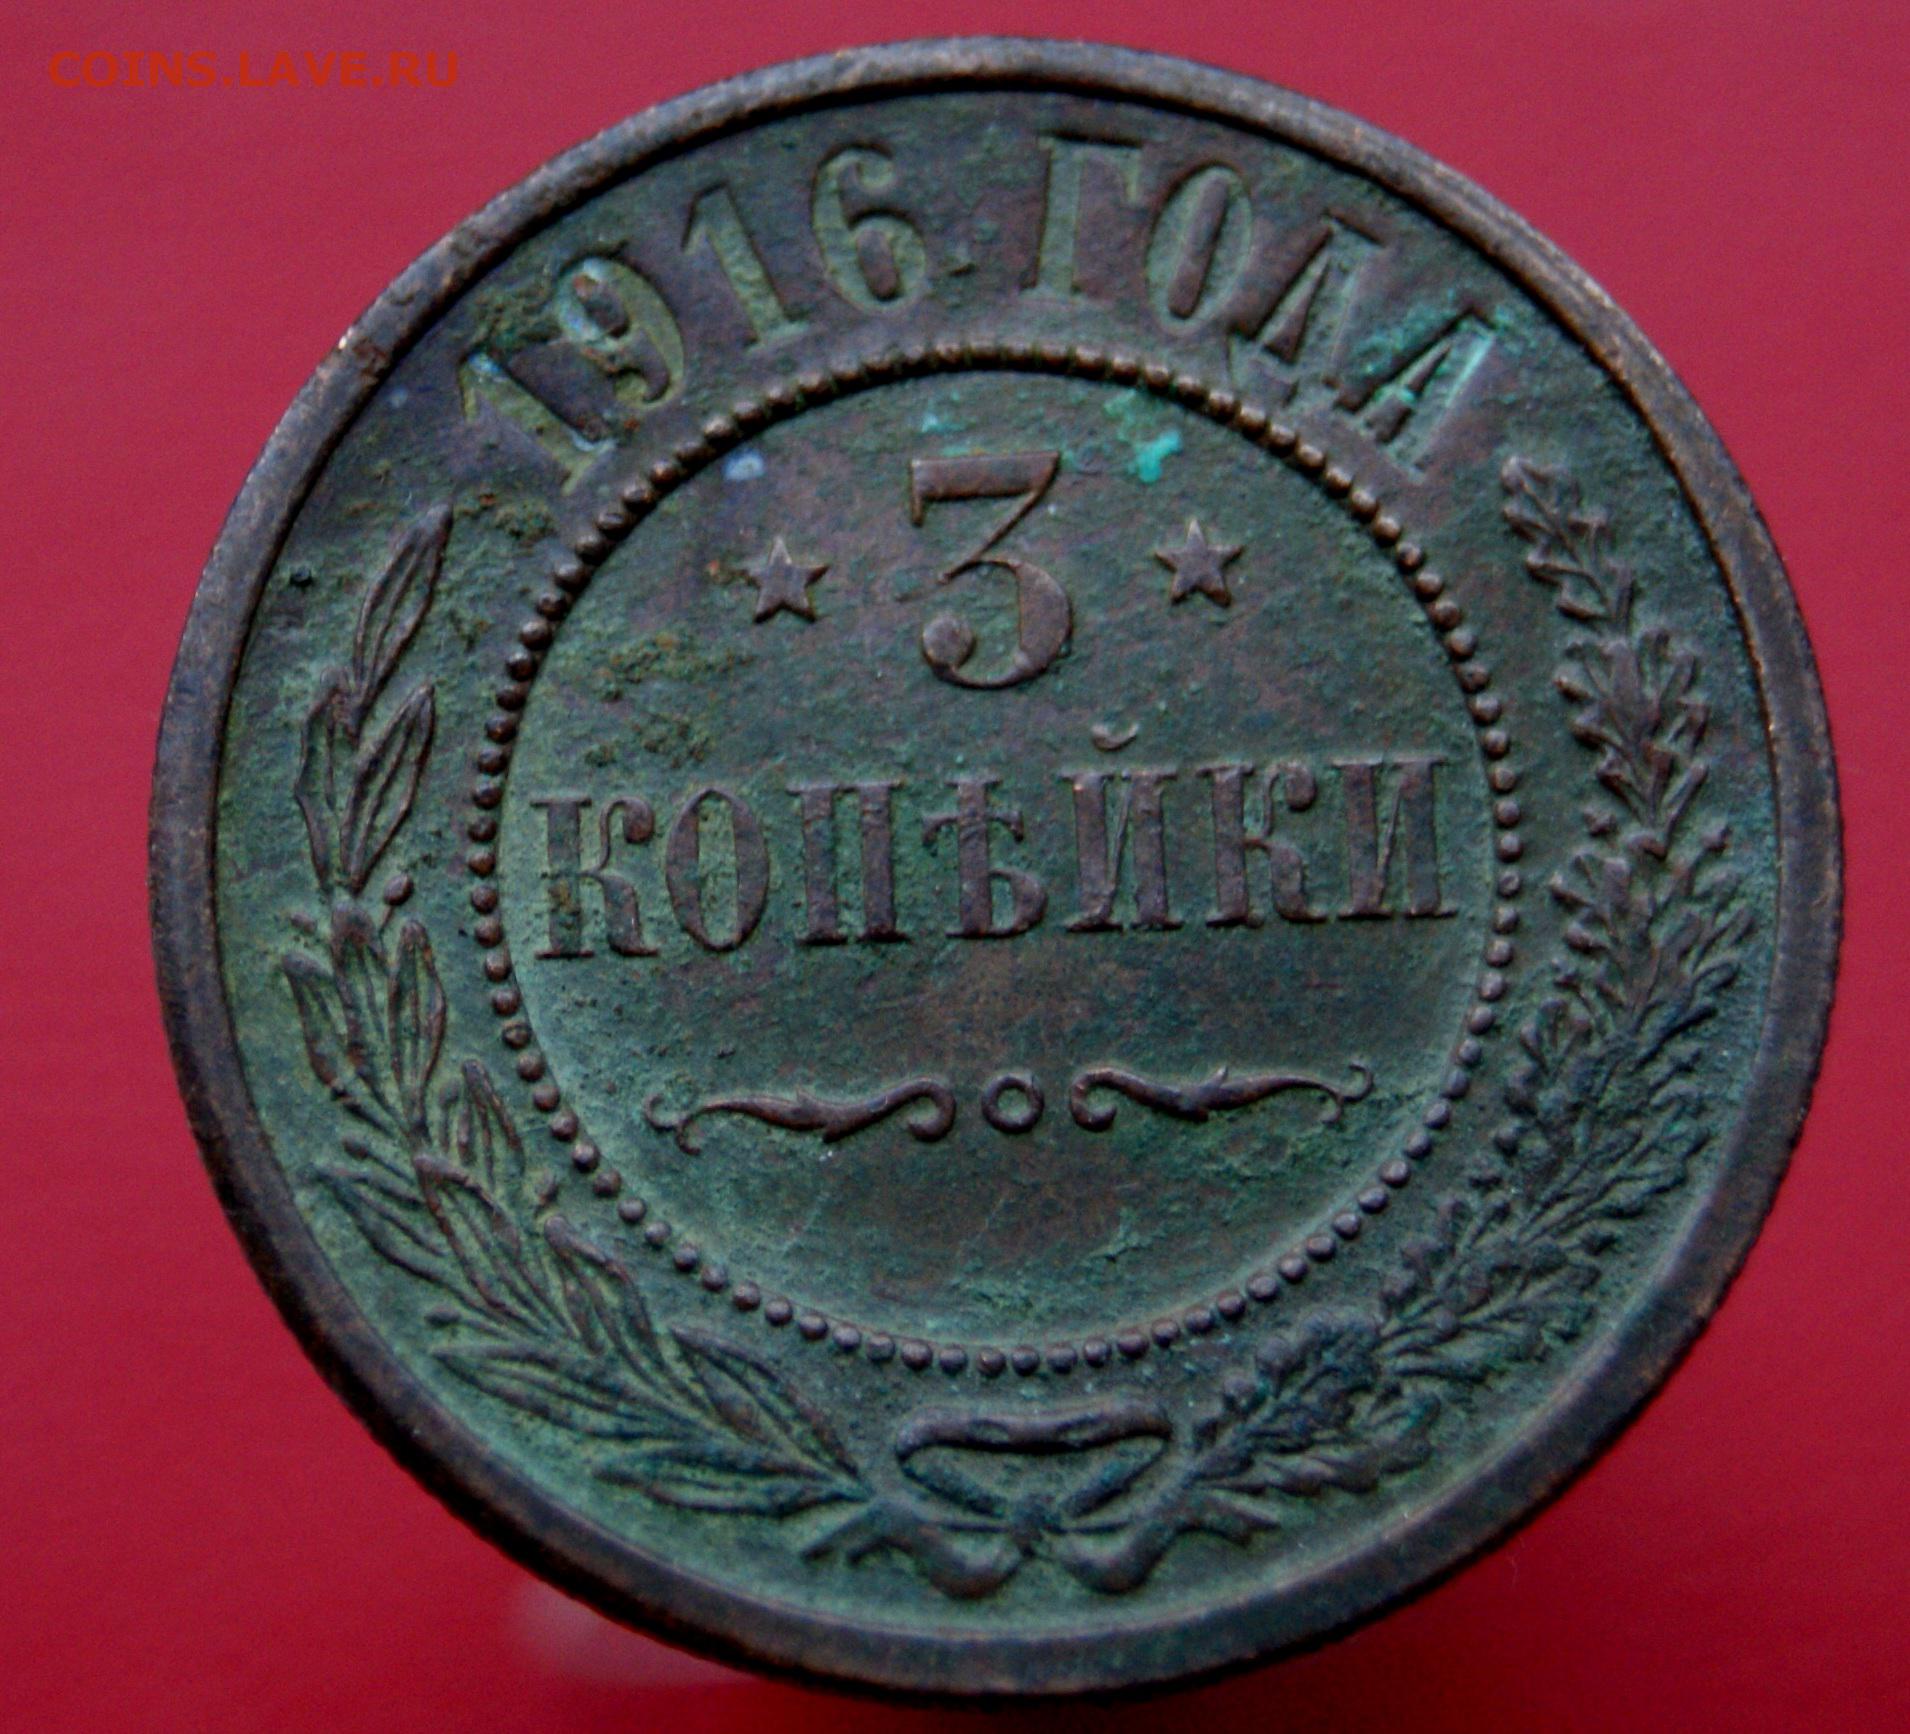 COINS.LAVE.RU
1916 ГОДА
3
КОПѢЙКИ